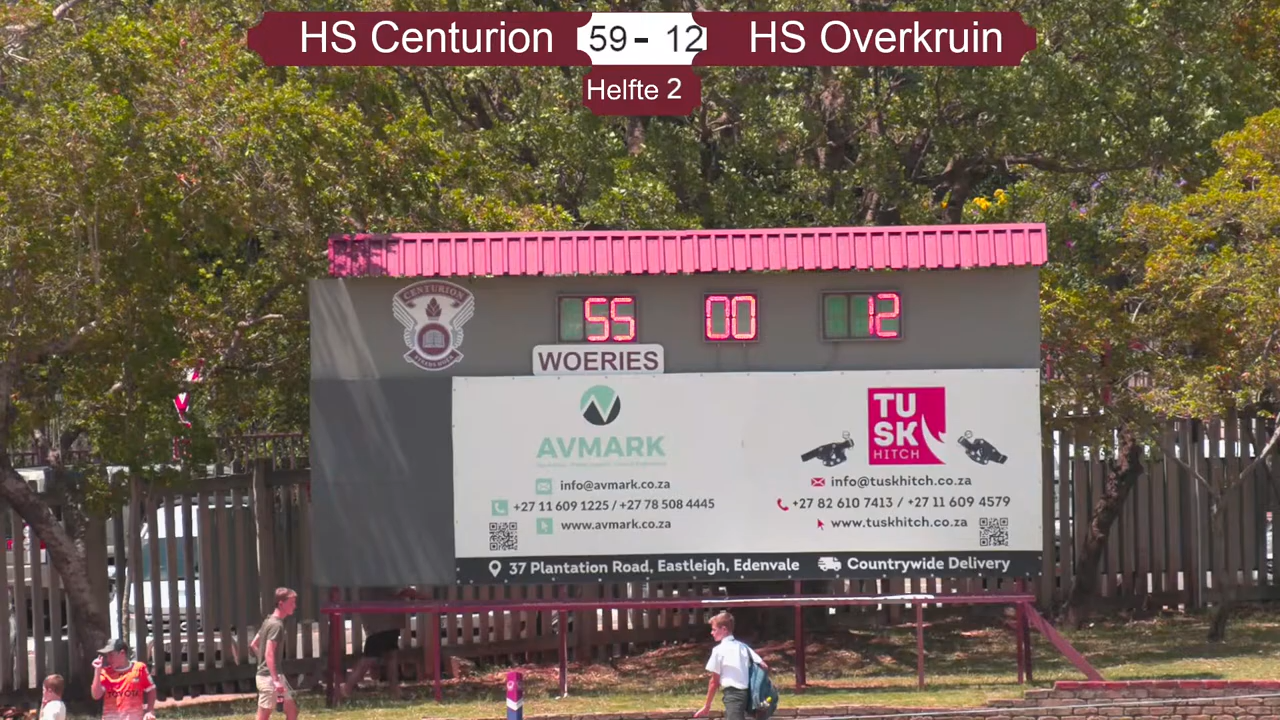 HS Centurion 59 - 12 HS Overkruin
Helfte 2
CENTURION
55 00 12
WOERIES
AVMARK
info@avmark.co.za
+27 11 609 1225 / +27 78 508 4445
www.avmark.co.za
TU
SK
HITCH
info@tuskhitch.co.za
+27 82 610 7413 / +27 11 609 4579
www.tuskhitch.co.za
37 Plantation Road, Eastleigh, Edenvale
Countrywide Delivery
TOYOTA